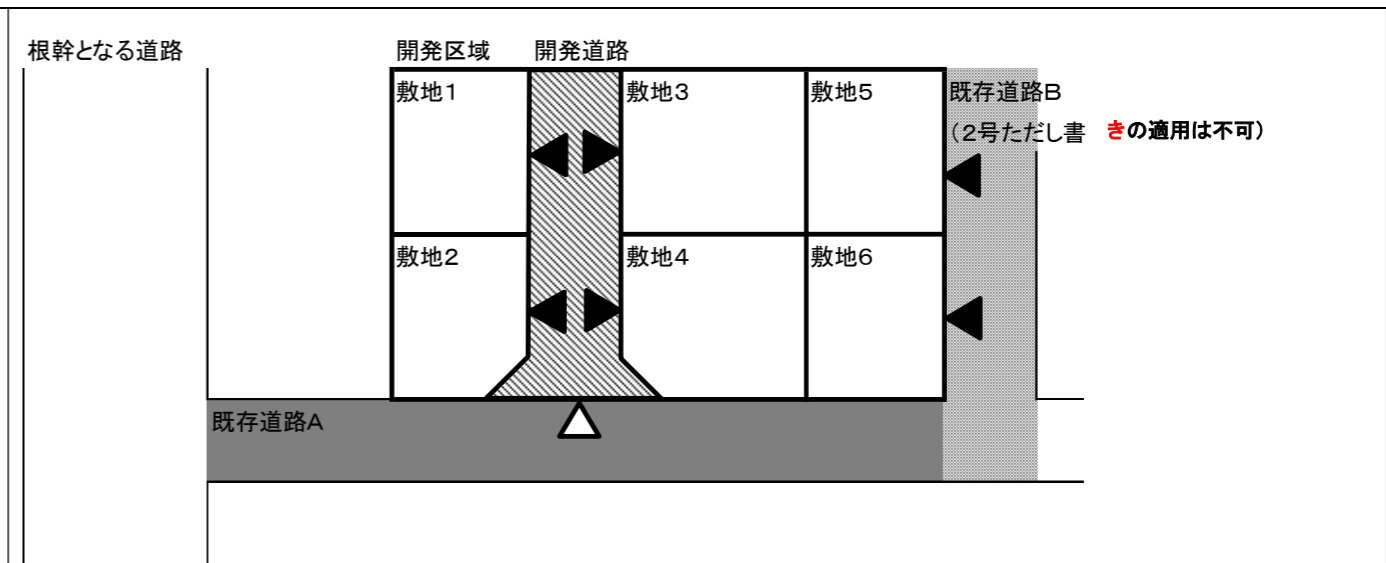 根幹となる道路
開発区域 開発道路
敷地1 敷地3 敷地5 既存道路B
(2号ただし書 きの適用は不可)
敷地2 敷地4 敷地6
既存道路A